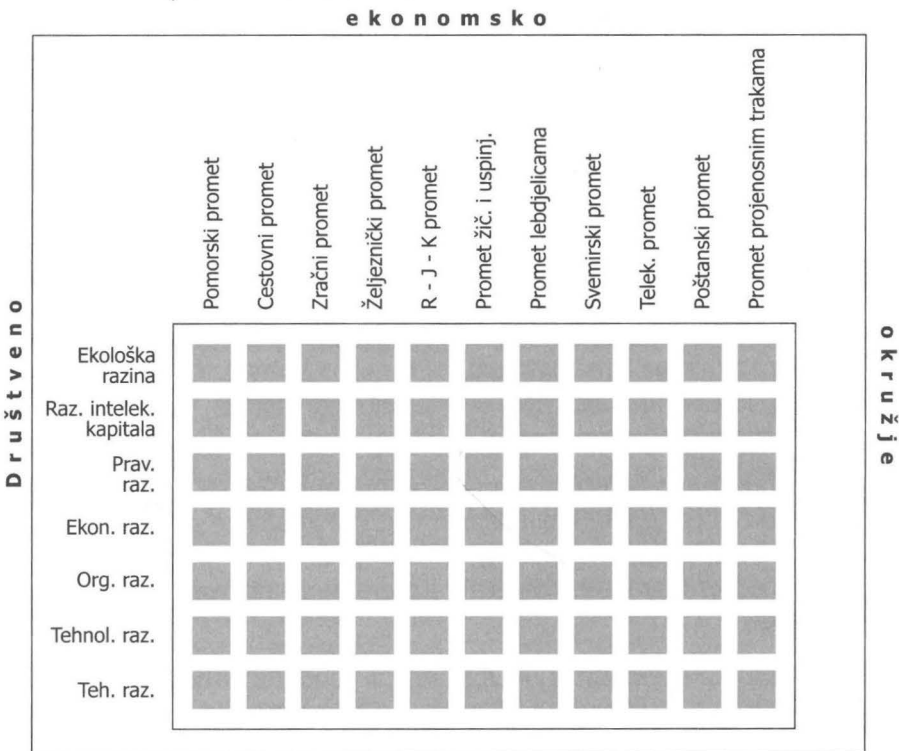 ekonomsko
Društveno
okružje
Pomorski promet
Cestovni promet
Zračni promet
Željeznički promet
R - J - K promet
Promet žič. i uspinj.
Promet lebdjelicama
Svemirski promet
Telek. promet
Poštanski promet
Promet projenosnim trakama
Ekološka
razina
Raz. intelek.
kapitala
Prav.
raz.
Ekon. raz.
Org. raz.
Tehnol. raz.
Teh. raz.